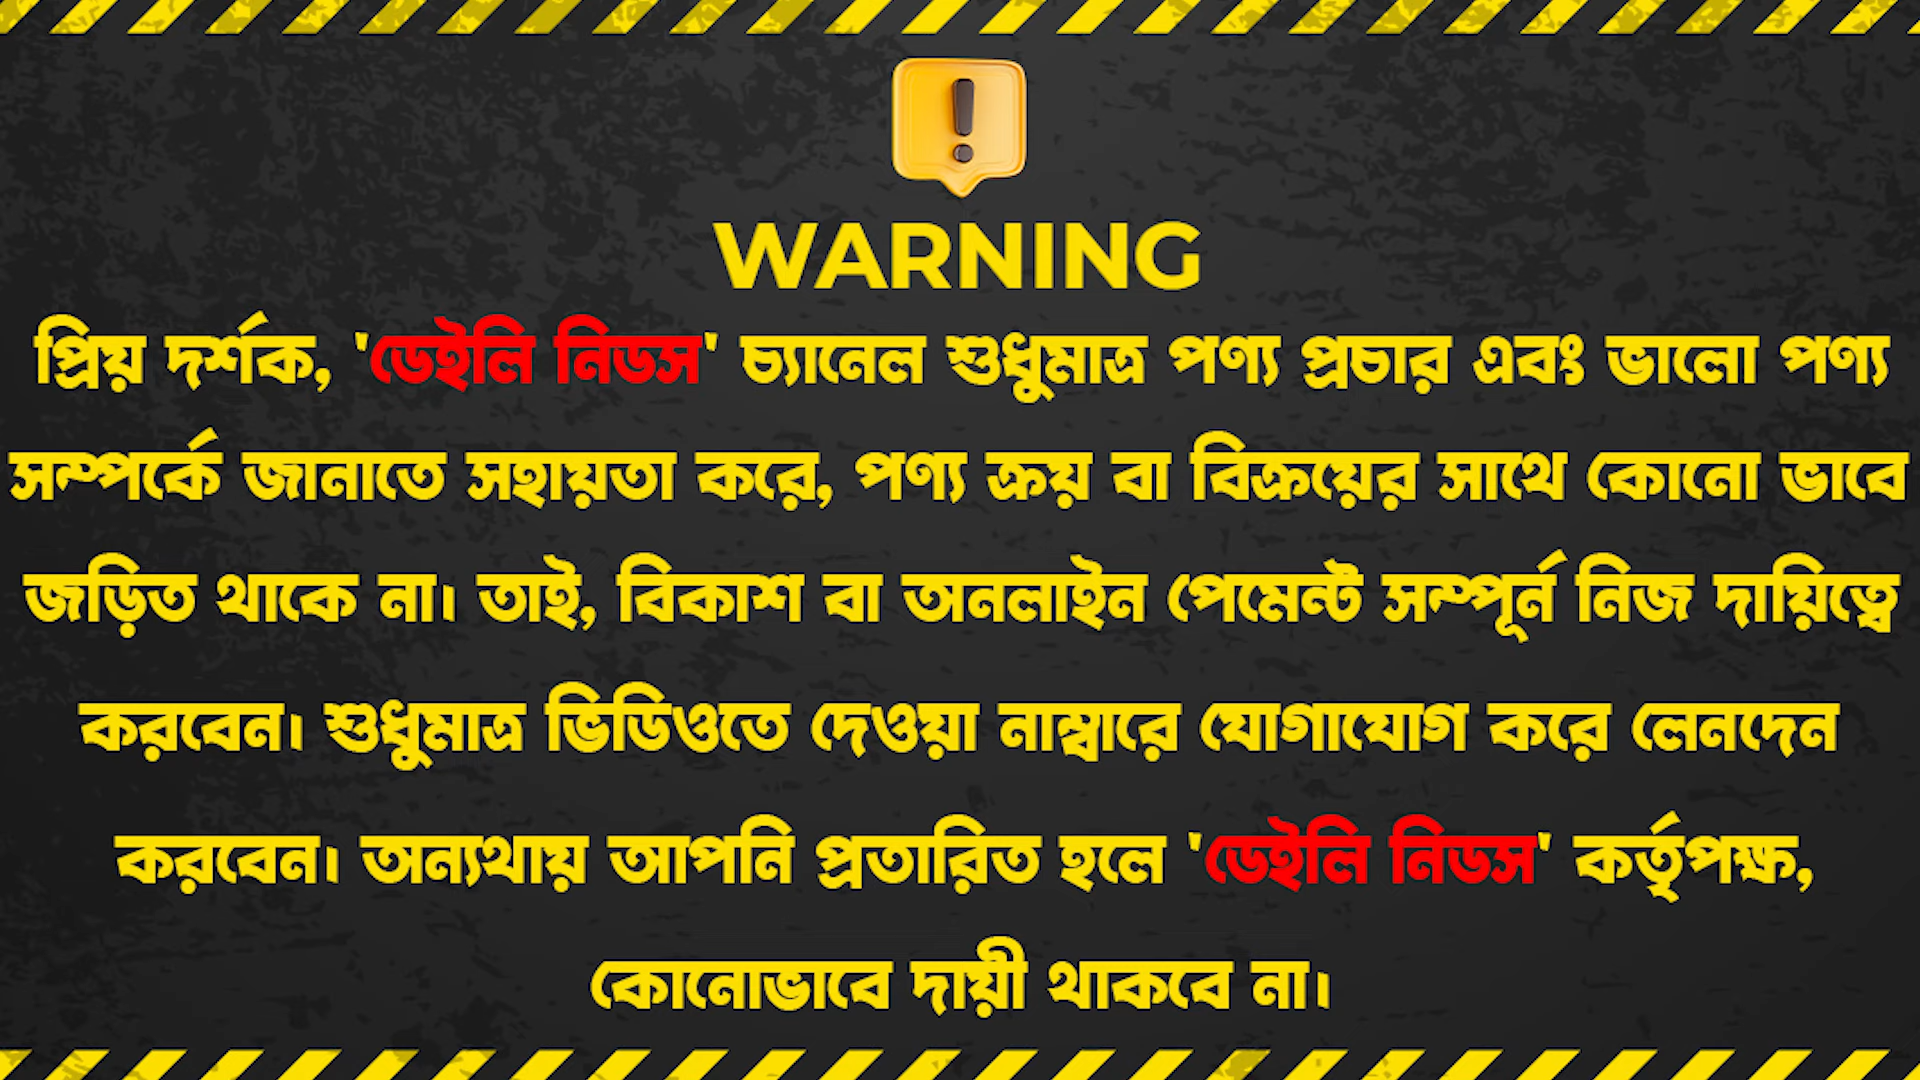 WARNING
প্রিয় দর্শক, 'ডেইলি নিডস' চ্যানেল শুধুমাত্র পণ্য প্রচার এবং ভালো পণ্য
সম্পর্কে জানাতে সহায়তা করে, পণ্য ক্রয় বা বিক্রয়ের সাথে কোনো ভাবে
জড়িত থাকে না। তাই, বিকাশ বা অনলাইন পেমেন্ট সম্পূর্ন নিজ দায়িত্বে
করবেন। শুধুমাত্র ভিডিওতে দেওয়া নাম্বারে যোগাযোগ করে লেনদেন
করবেন। অন্যথায় আপনি প্রতারিত হলে 'ডেইলি নিডস' কর্তৃপক্ষ,
কোনোভাবে দায়ী থাকবে না।